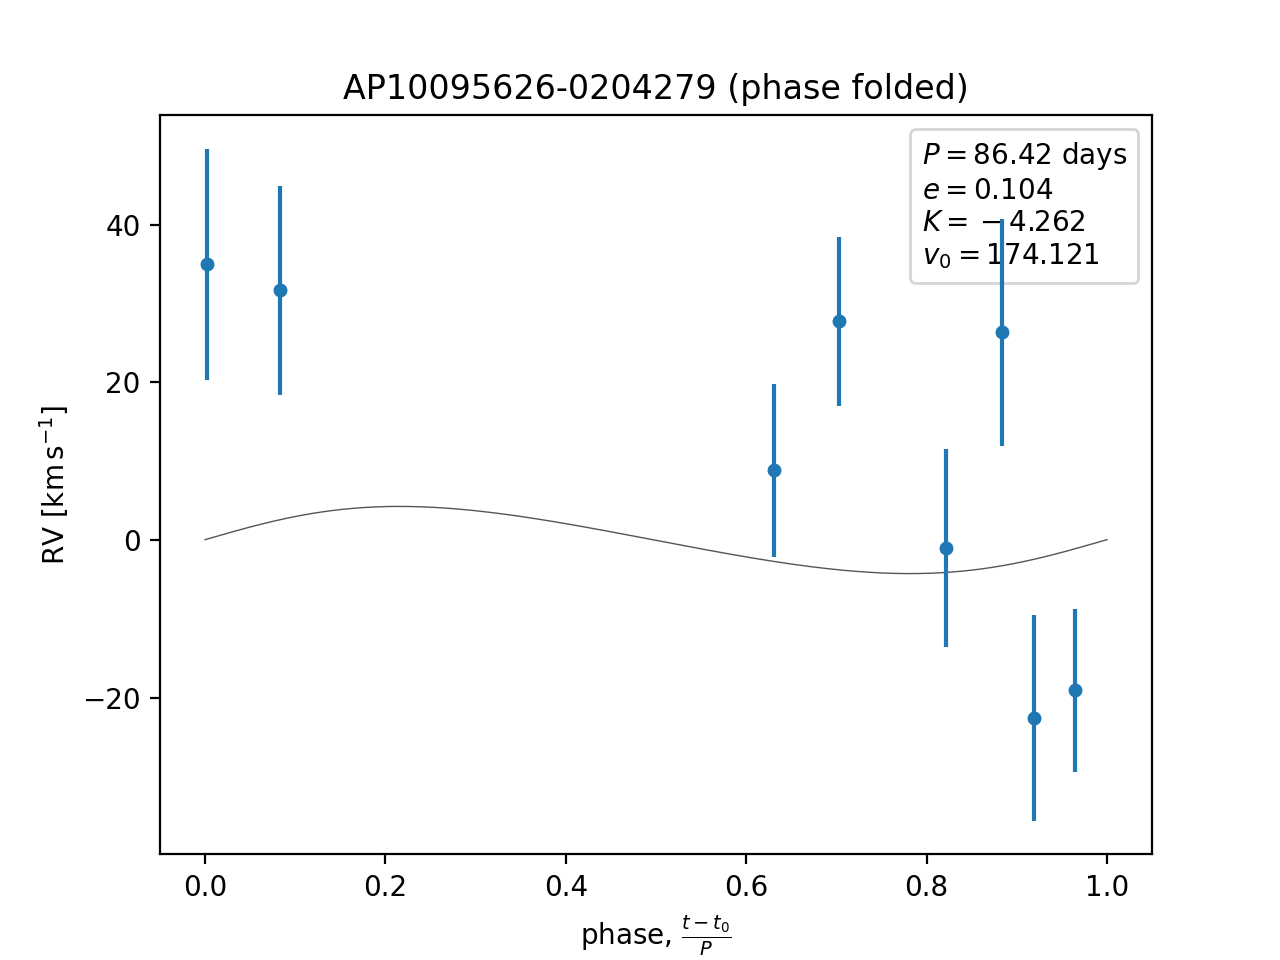 AP10095626-0204279 (phase folded)
P = 86.42 days
e = 0.104
K = −4.262
v₀ = 174.121
RV [km s⁻¹]
40
20
0
−20
0.0 0.2 0.4 0.6 0.8 1.0
phase, (t − t₀)/P